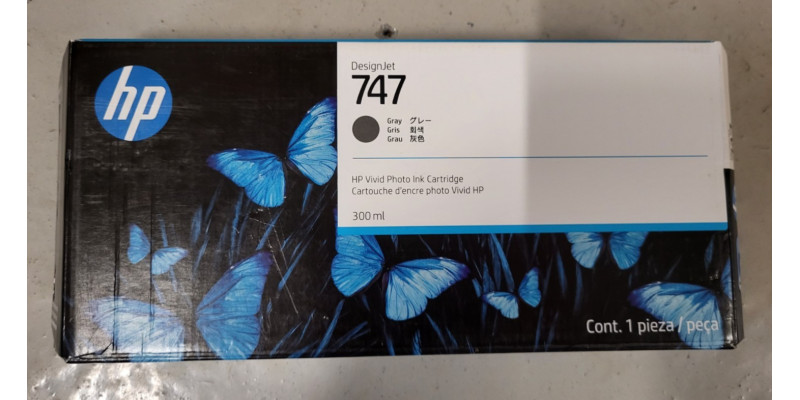 hp
DesignJet
747
Gray グレー
Gris 회색
Grau 灰色
HP Vivid Photo Ink Cartridge
Cartouche d'encre photo Vivid HP
300 ml
Cont. 1 pieza / peça